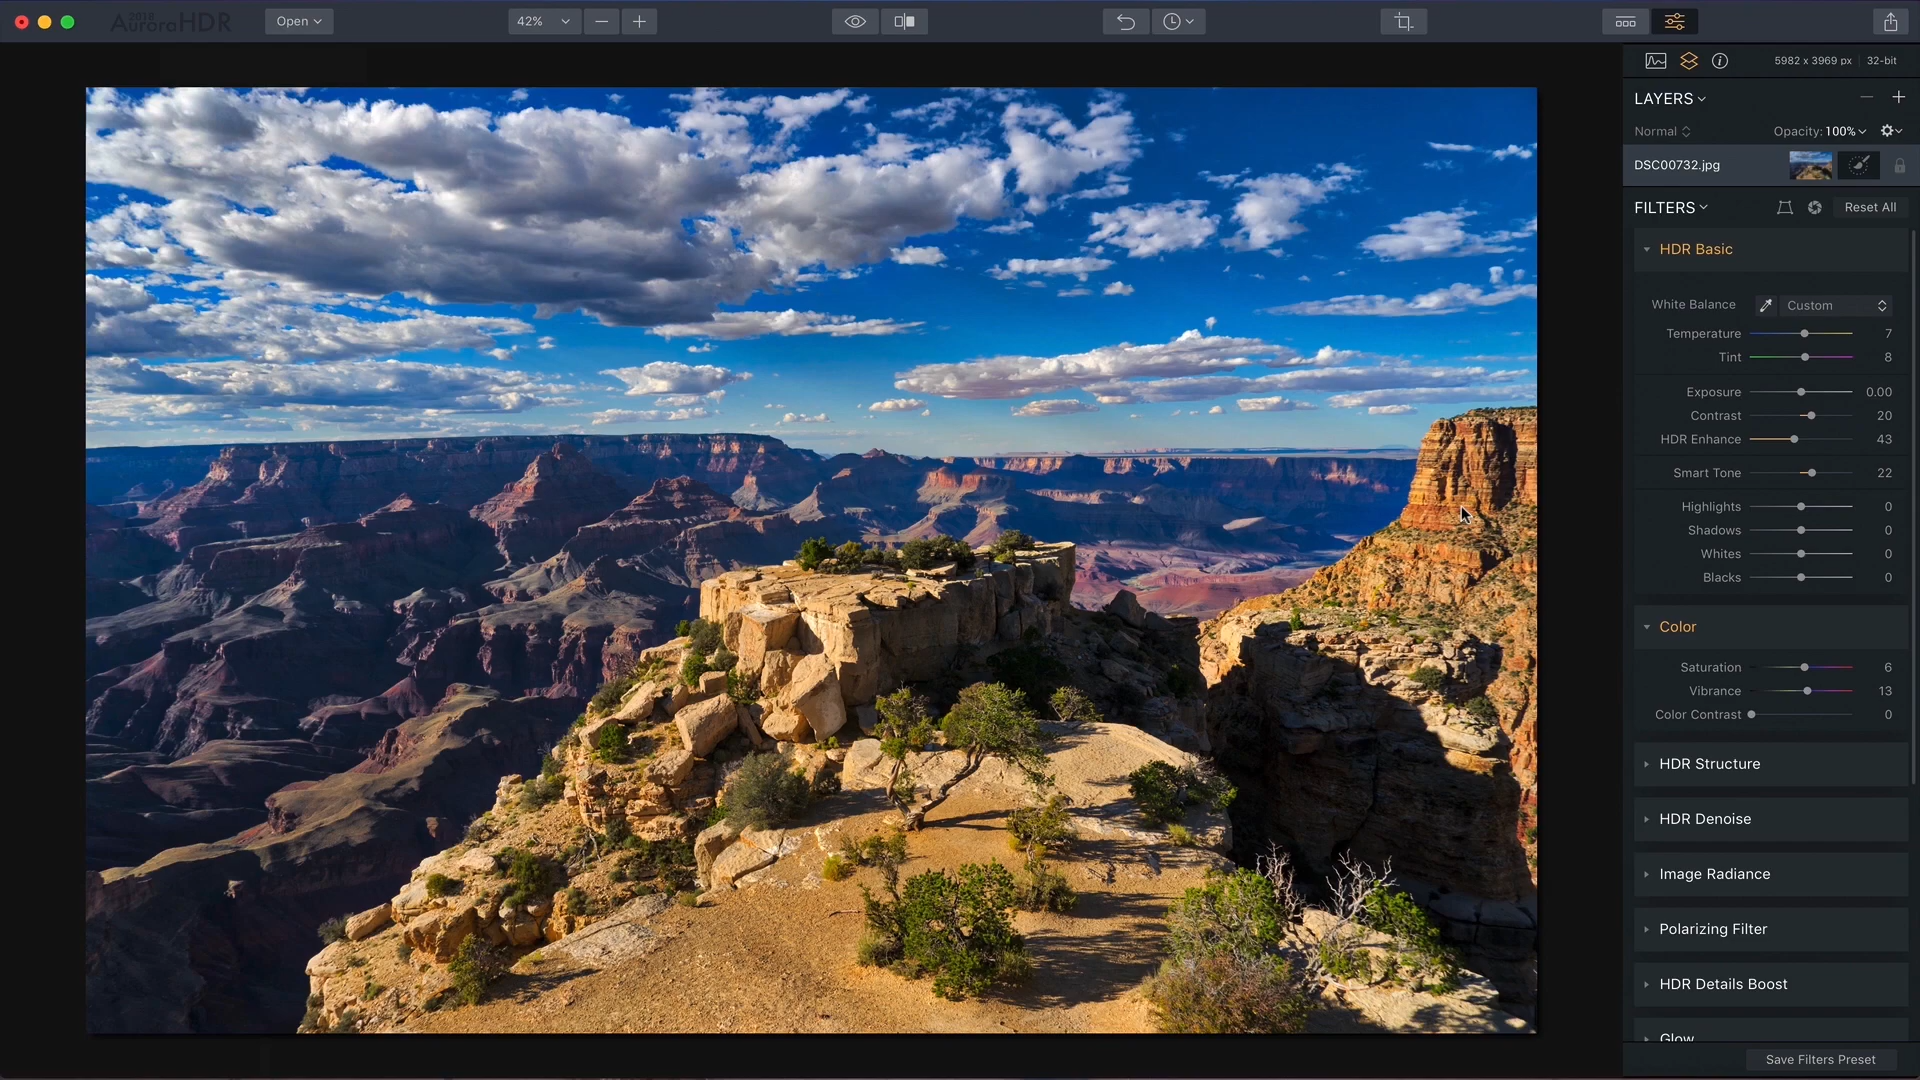 2018
AuroraHDR
Open
42%
5982 x 3969 px
32-bit
LAYERS
Normal
Opacity: 100%
DSC00732.jpg
FILTERS
Reset All
HDR Basic
White Balance
Custom
Temperature 7
Tint 8
Exposure 0.00
Contrast 20
HDR Enhance 43
Smart Tone 22
Highlights 0
Shadows 0
Whites 0
Blacks 0
Color
Saturation 6
Vibrance 13
Color Contrast 0
HDR Structure
HDR Denoise
Image Radiance
Polarizing Filter
HDR Details Boost
Glow
Save Filters Preset